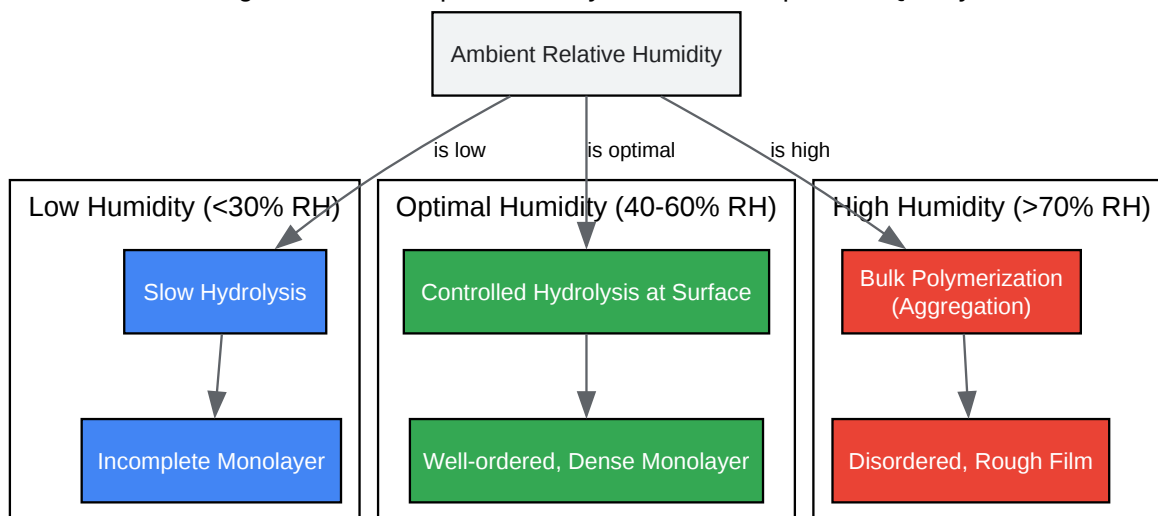 Ambient Relative Humidity
is low
is optimal
is high
Low Humidity (<30% RH)
Optimal Humidity (40-60% RH)
High Humidity (>70% RH)
Slow Hydrolysis
Controlled Hydrolysis at Surface
Bulk Polymerization
(Aggregation)
Incomplete Monolayer
Well-ordered, Dense Monolayer
Disordered, Rough Film